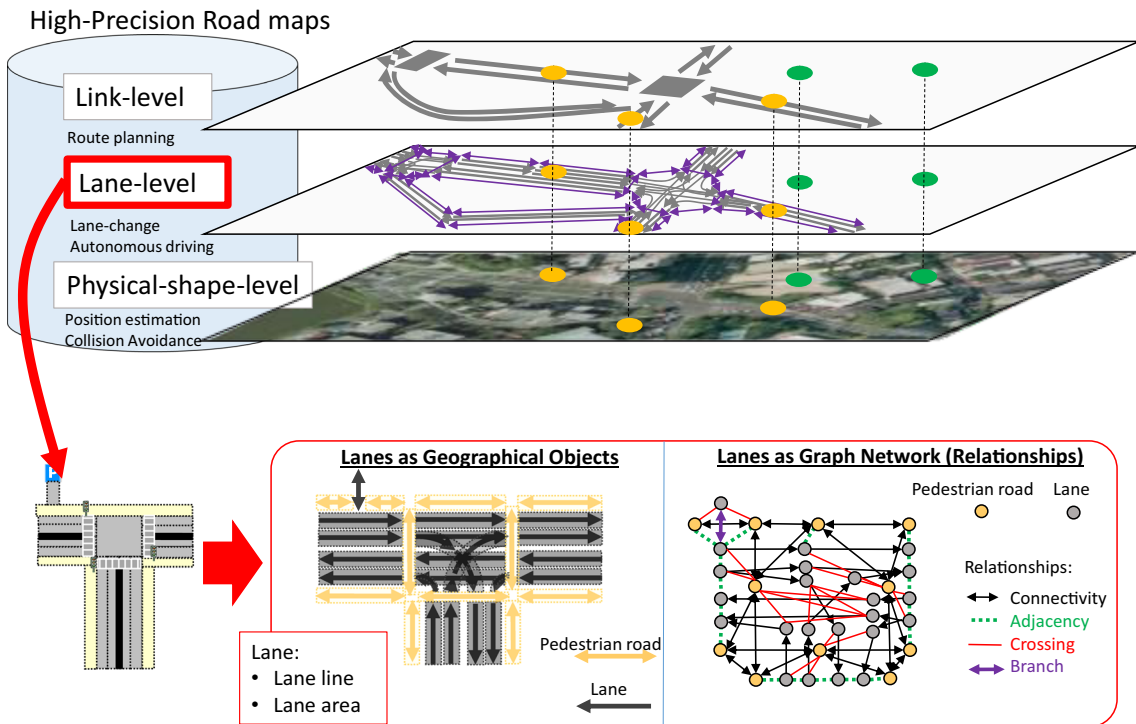 High-Precision Road maps
Link-level
Route planning
Lane-level
Lane-change
Autonomous driving
Physical-shape-level
Position estimation
Collision Avoidance
Lanes as Geographical Objects
Pedestrian road
Lane
Lane:
• Lane line
• Lane area
Lanes as Graph Network (Relationships)
Pedestrian road
Lane
Relationships:
Connectivity
Adjacency
Crossing
Branch